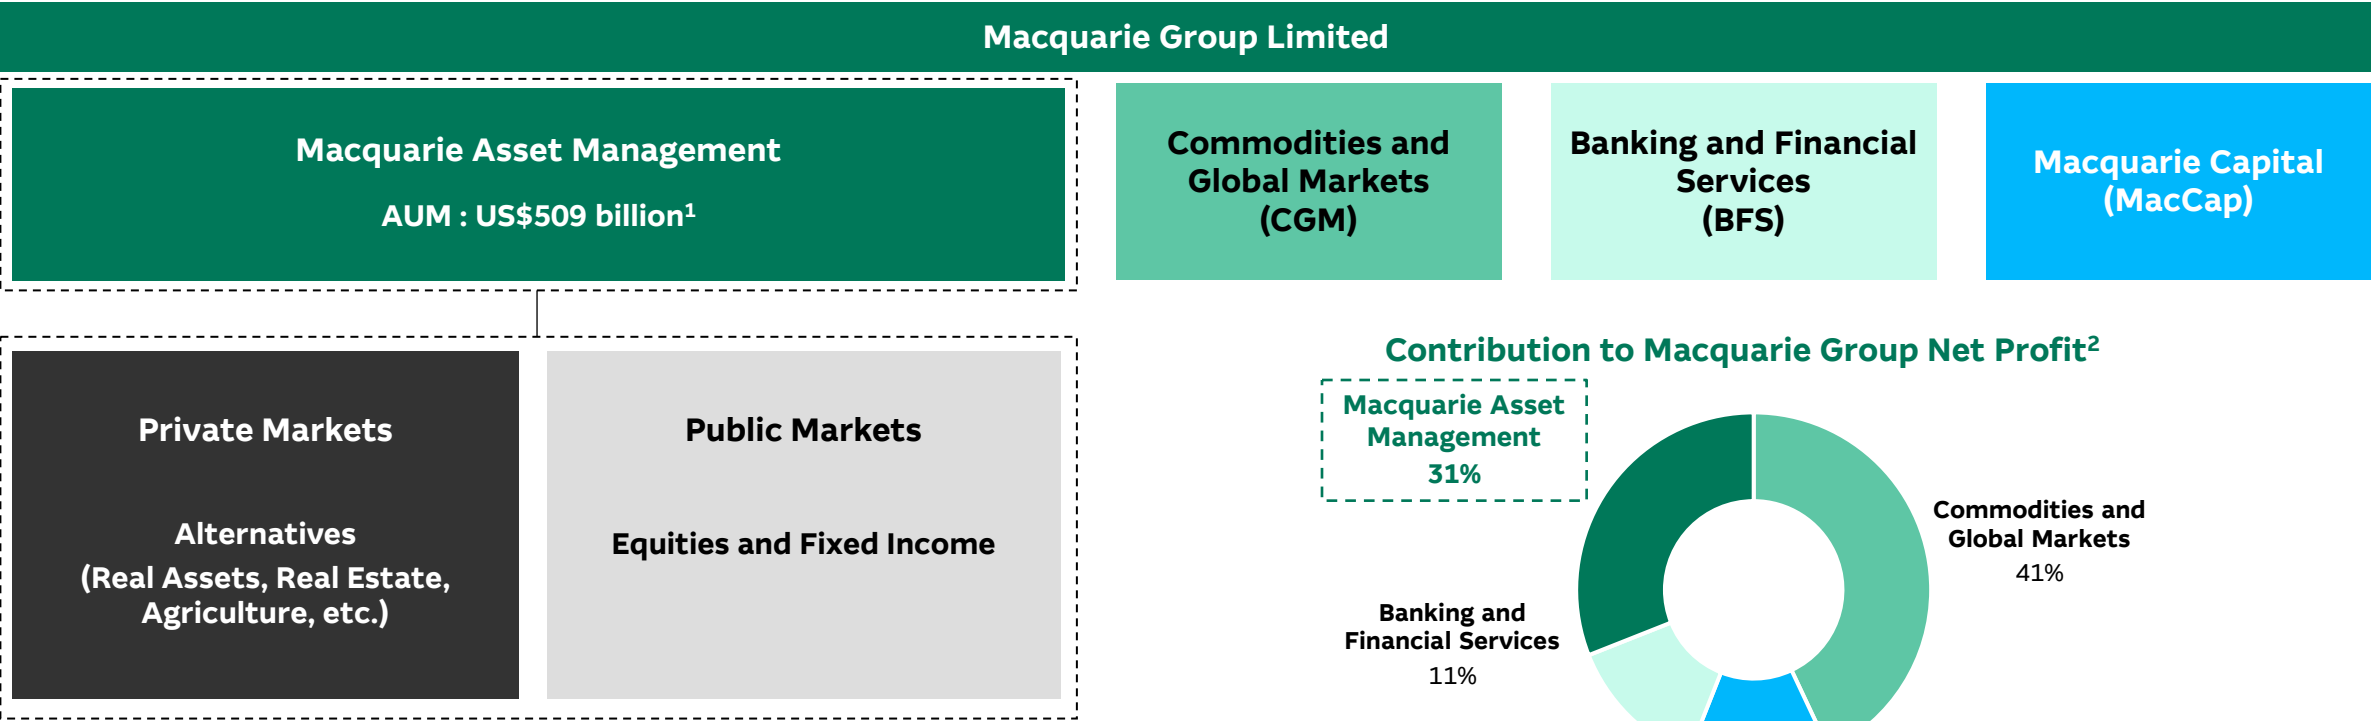 Macquarie Group Limited
Macquarie Asset Management
AUM : US$509 billion¹
Commodities and
Global Markets
(CGM)
Banking and Financial
Services
(BFS)
Macquarie Capital
(MacCap)
Private Markets
Alternatives
(Real Assets, Real Estate,
Agriculture, etc.)
Public Markets
Equities and Fixed Income
Contribution to Macquarie Group Net Profit²
Macquarie Asset
Management
31%
Commodities and
Global Markets
41%
Banking and
Financial Services
11%